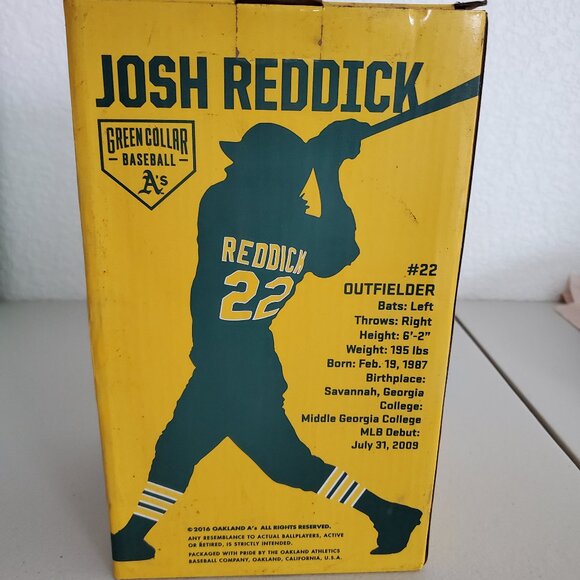 JOSH REDDICK
GREEN COLLAR
BASEBALL
A's
REDDICK
22
#22
OUTFIELDER
Bats: Left
Throws: Right
Height: 6'-2"
Weight: 195 lbs
Born: Feb. 19, 1987
Birthplace:
Savannah, Georgia
College:
Middle Georgia College
MLB Debut:
July 31, 2009
©2016 OAKLAND A's ALL RIGHTS RESERVED.
ANY RESEMBLANCE TO ACTUAL BALLPLAYERS, ACTIVE
OR RETIRED, IS STRICTLY INTENDED.
PACKAGED WITH PRIDE BY THE OAKLAND ATHLETICS
BASEBALL COMPANY, OAKLAND, CALIFORNIA, U.S.A.